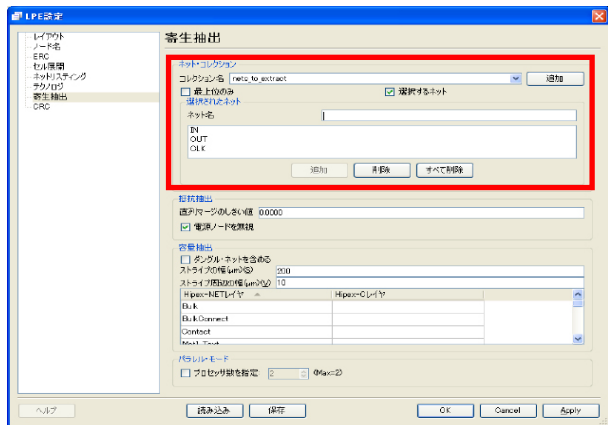 LPE設定
レイアウト
ノード名
ERC
セル展開
ネットリスティング
テクノロジ
寄生抽出
CRC
寄生抽出
ネット・コレクション
コレクション名 nets_to_extract 追加
最上位のみ 選択するネット
選択されたネット
ネット名
IN
OUT
CLK
追加 削除 すべて削除
抵抗抽出
直列マージのしきい値 0.0000
電源ノードを無視
容量抽出
ダングル・ネットを含める
ストライプの幅(μm)(S) 200
ストライプ周辺の幅(μm)(V) 10
Hipex-NETレイヤ Hipex-Cレイヤ
Bulk
BulkConnect
Contact
Met1_Text
パラレル・モード
プロセッサ数を指定 2 (Max=2)
ヘルプ 読み込み 保存 OK Cancel Apply